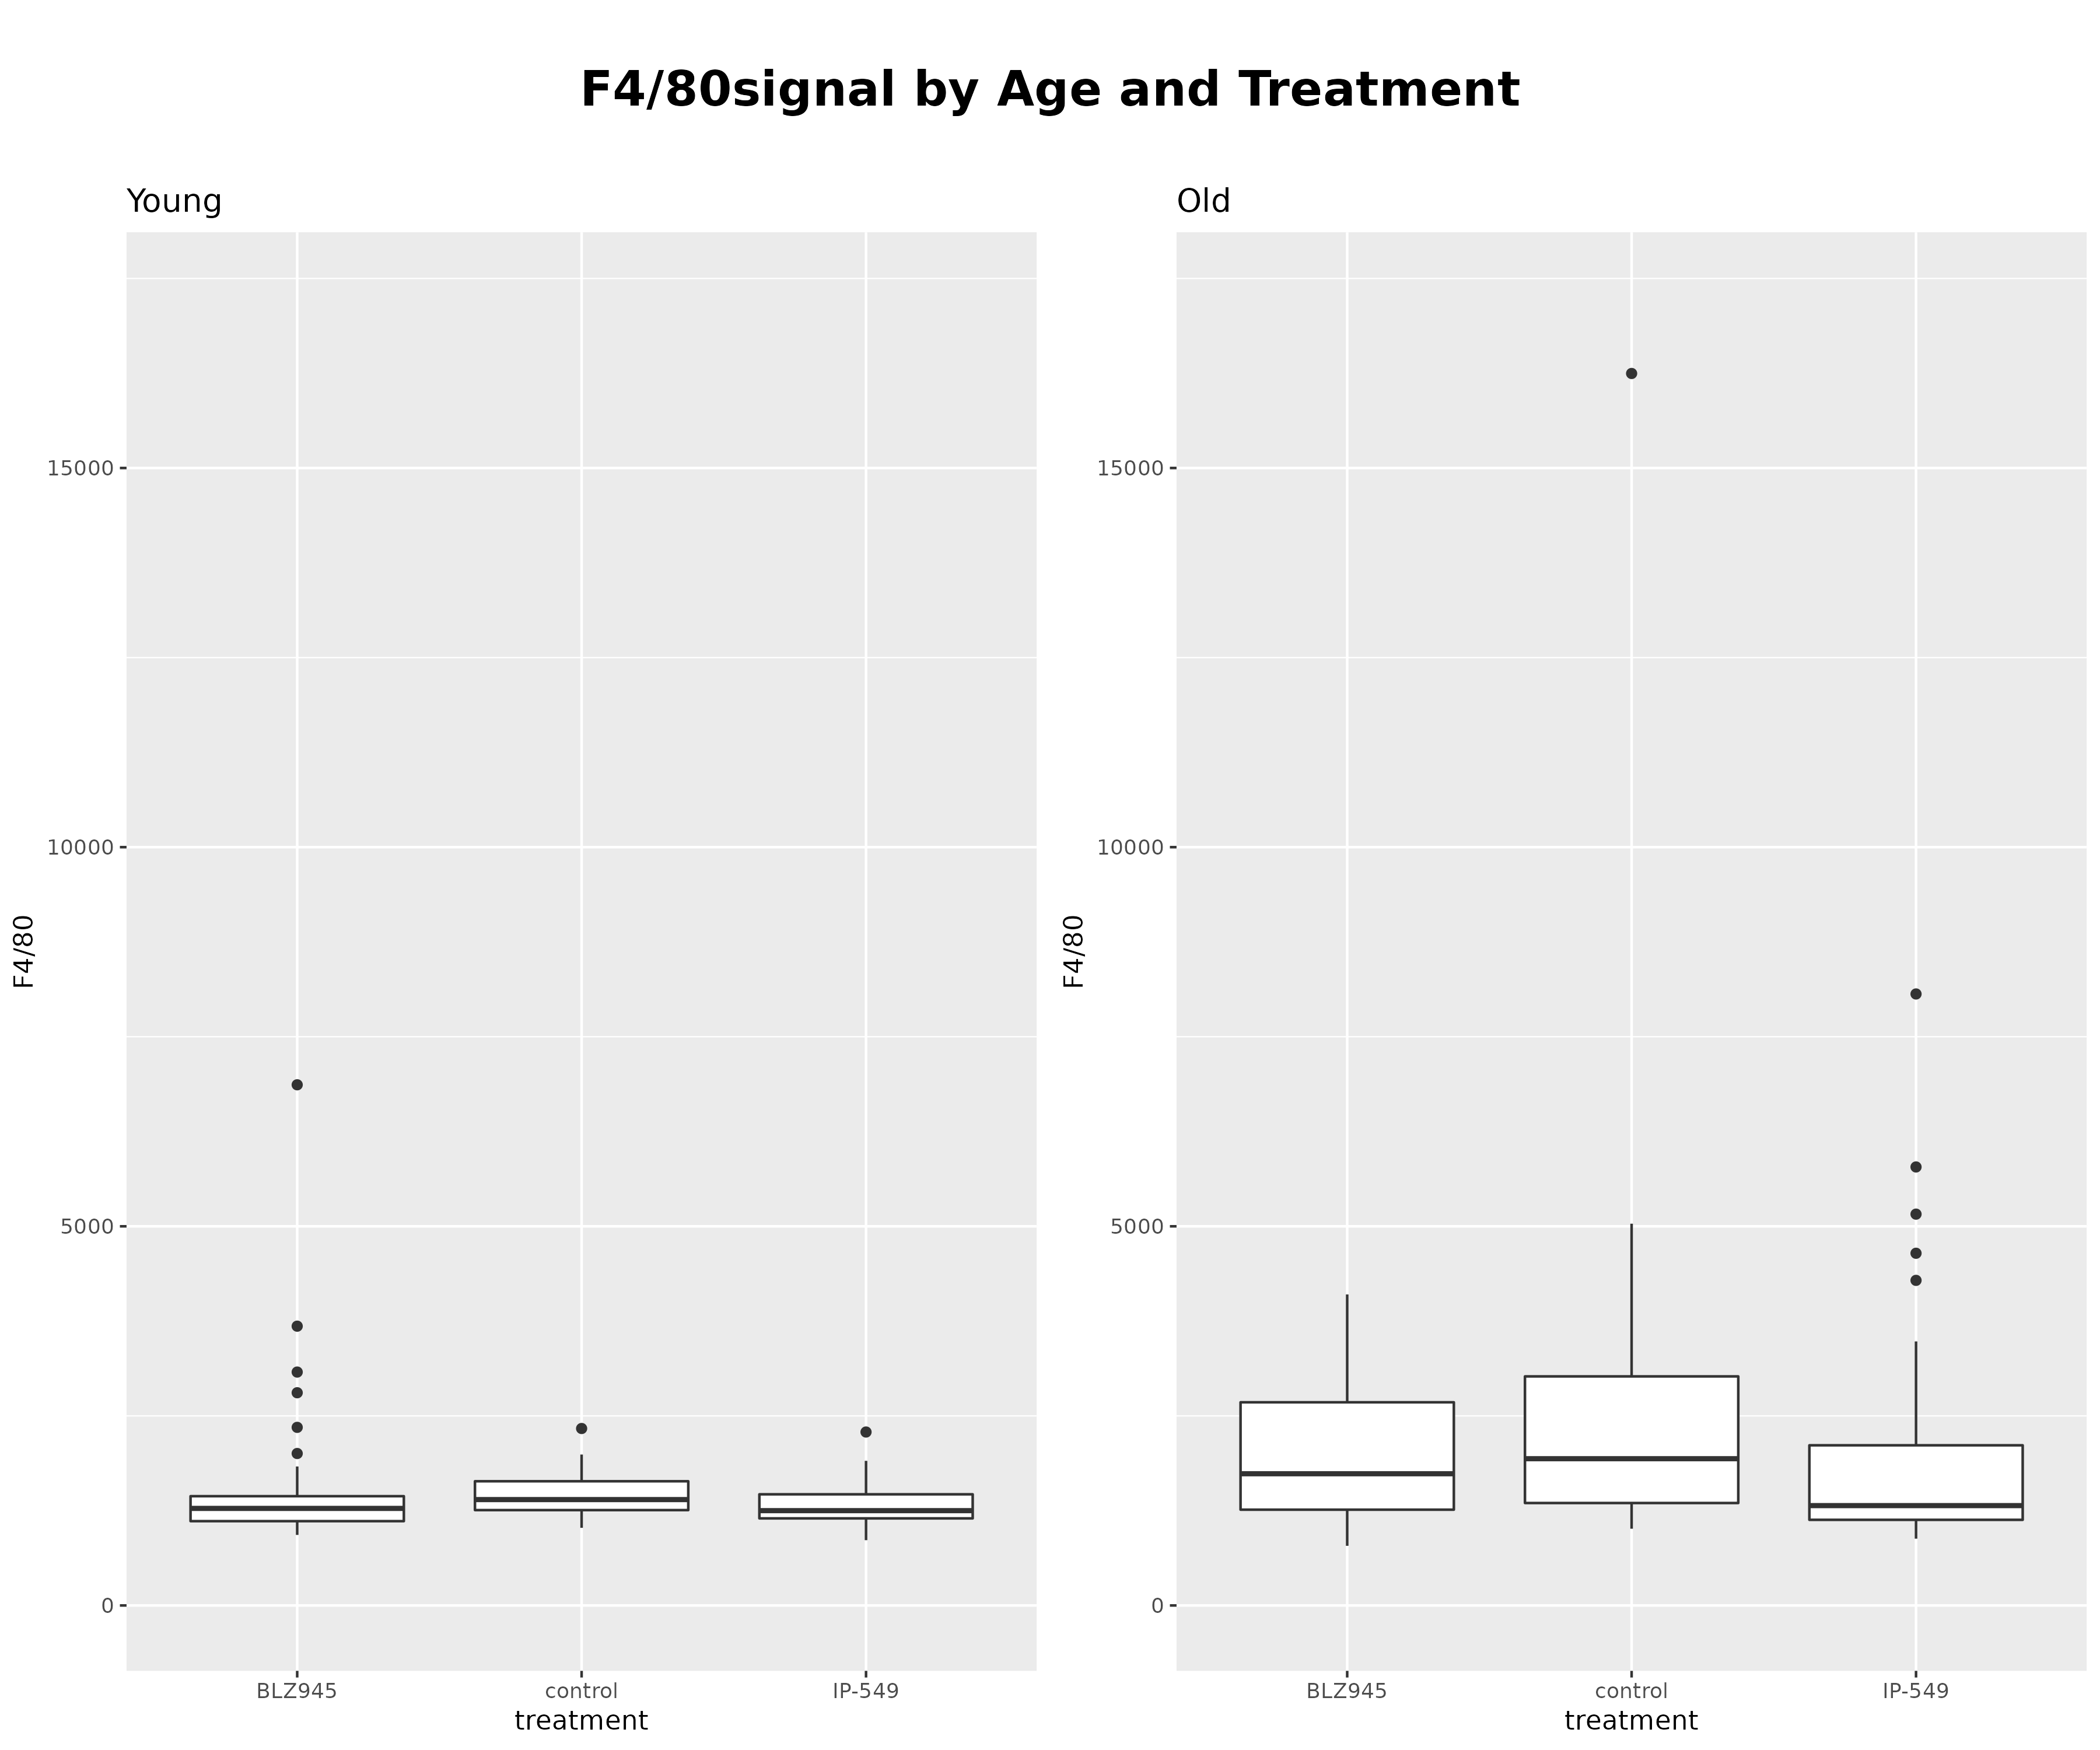 F4/80signal by Age and Treatment
Young
15000
10000
5000
0
F4/80
BLZ945 control IP-549
treatment
Old
15000
10000
5000
0
F4/80
BLZ945 control IP-549
treatment